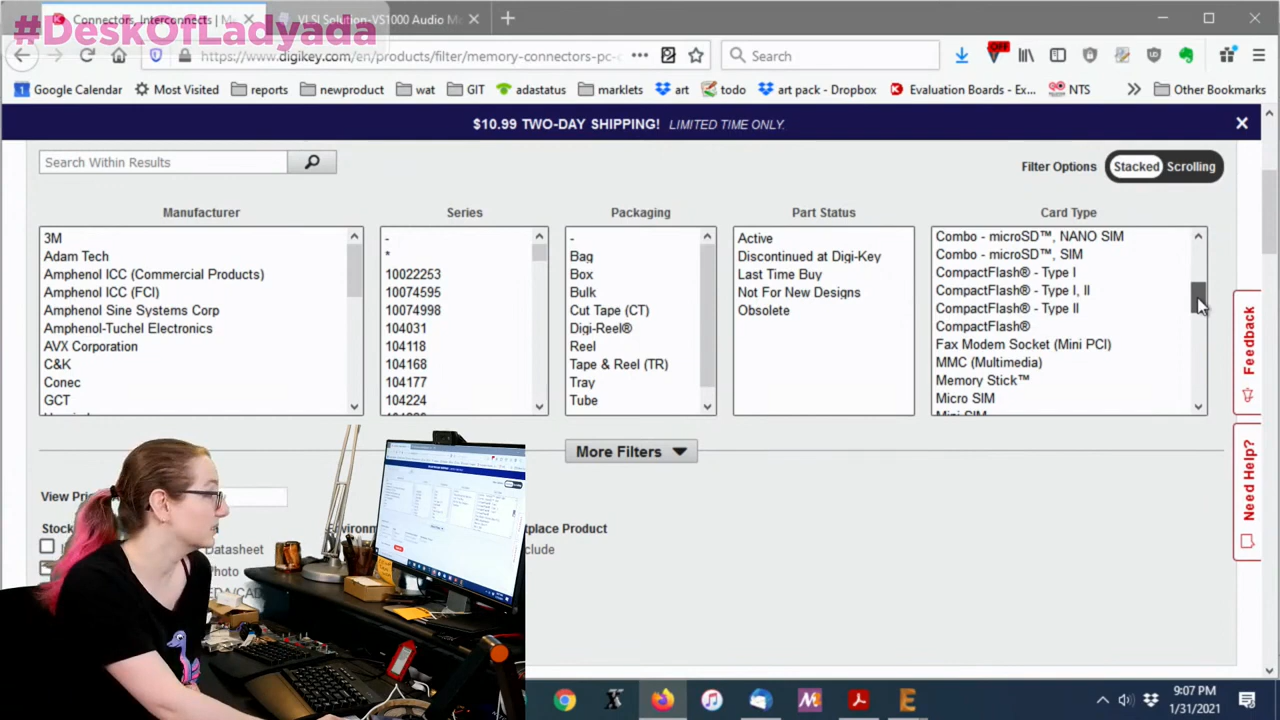 #DeskOfLadyada
Connectors, Interconnects | M
VLSI Solution-VS1000 Audio Mo
https://www.digikey.com/en/products/filter/memory-connectors-pc-
Search
OFF
Google Calendar
Most Visited
reports
newproduct
wat
GIT
adastatus
marklets
art
todo
art pack - Dropbox
Evaluation Boards - Ex...
NTS
Other Bookmarks
$10.99 TWO-DAY SHIPPING! LIMITED TIME ONLY.
Search Within Results
Filter Options Stacked Scrolling
Manufacturer
3M
Adam Tech
Amphenol ICC (Commercial Products)
Amphenol ICC (FCI)
Amphenol Sine Systems Corp
Amphenol-Tuchel Electronics
AVX Corporation
C&K
Conec
GCT
Series
-
*
10022253
10074595
10074998
104031
104118
104168
104177
104224
Packaging
-
Bag
Box
Bulk
Cut Tape (CT)
Digi-Reel®
Reel
Tape & Reel (TR)
Tray
Tube
Part Status
Active
Discontinued at Digi-Key
Last Time Buy
Not For New Designs
Obsolete
Card Type
Combo - microSD™, NANO SIM
Combo - microSD™, SIM
CompactFlash® - Type I
CompactFlash® - Type I, II
CompactFlash® - Type II
CompactFlash®
Fax Modem Socket (Mini PCI)
MMC (Multimedia)
Memory Stick™
Micro SIM
Mini SIM
More Filters
View Pri
Stock
Datasheet
Photo
EDA/CAD
Environm
tplace Product
clude
Feedback
Need Help?
9:07 PM
1/31/2021